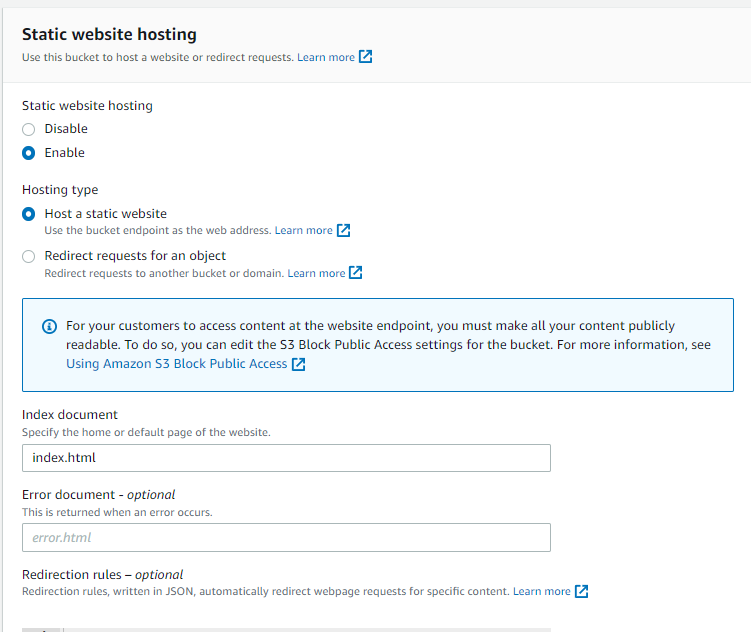 Static website hosting
Use this bucket to host a website or redirect requests. Learn more
Static website hosting
Disable
Enable
Hosting type
Host a static website
Use the bucket endpoint as the web address. Learn more
Redirect requests for an object
Redirect requests to another bucket or domain. Learn more
For your customers to access content at the website endpoint, you must make all your content publicly
readable. To do so, you can edit the S3 Block Public Access settings for the bucket. For more information, see
Using Amazon S3 Block Public Access
Index document
Specify the home or default page of the website.
index.html
Error document - optional
This is returned when an error occurs.
error.html
Redirection rules – optional
Redirection rules, written in JSON, automatically redirect webpage requests for specific content. Learn more